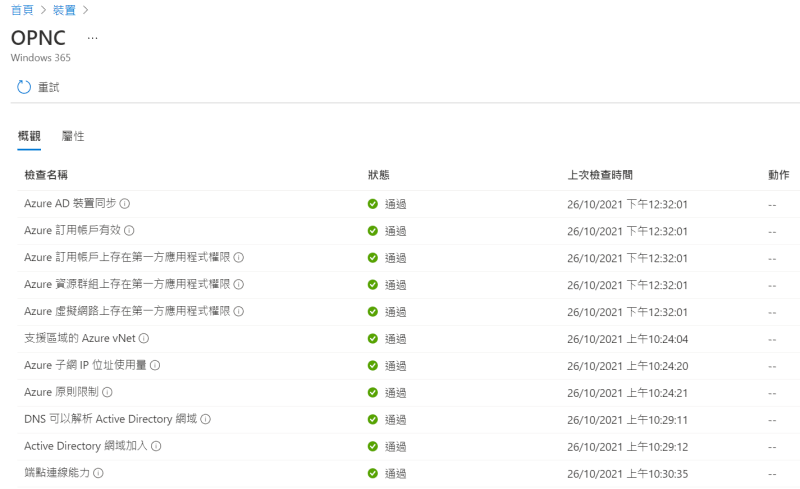 首頁 > 裝置 >
OPNC ...
Windows 365
重試
概觀 屬性
檢查名稱 狀態 上次檢查時間 動作
Azure AD 裝置同步 通過 26/10/2021 下午12:32:01 --
Azure 訂用帳戶有效 通過 26/10/2021 下午12:32:01 --
Azure 訂用帳戶上存在第一方應用程式權限 通過 26/10/2021 下午12:32:01 --
Azure 資源群組上存在第一方應用程式權限 通過 26/10/2021 下午12:32:01 --
Azure 虛擬網路上存在第一方應用程式權限 通過 26/10/2021 下午12:32:01 --
支援區域的 Azure vNet 通過 26/10/2021 上午10:24:04 --
Azure 子網 IP 位址使用量 通過 26/10/2021 上午10:24:20 --
Azure 原則限制 通過 26/10/2021 上午10:24:21 --
DNS 可以解析 Active Directory 網域 通過 26/10/2021 上午10:29:11 --
Active Directory 網域加入 通過 26/10/2021 上午10:29:12 --
端點連線能力 通過 26/10/2021 上午10:30:35 --